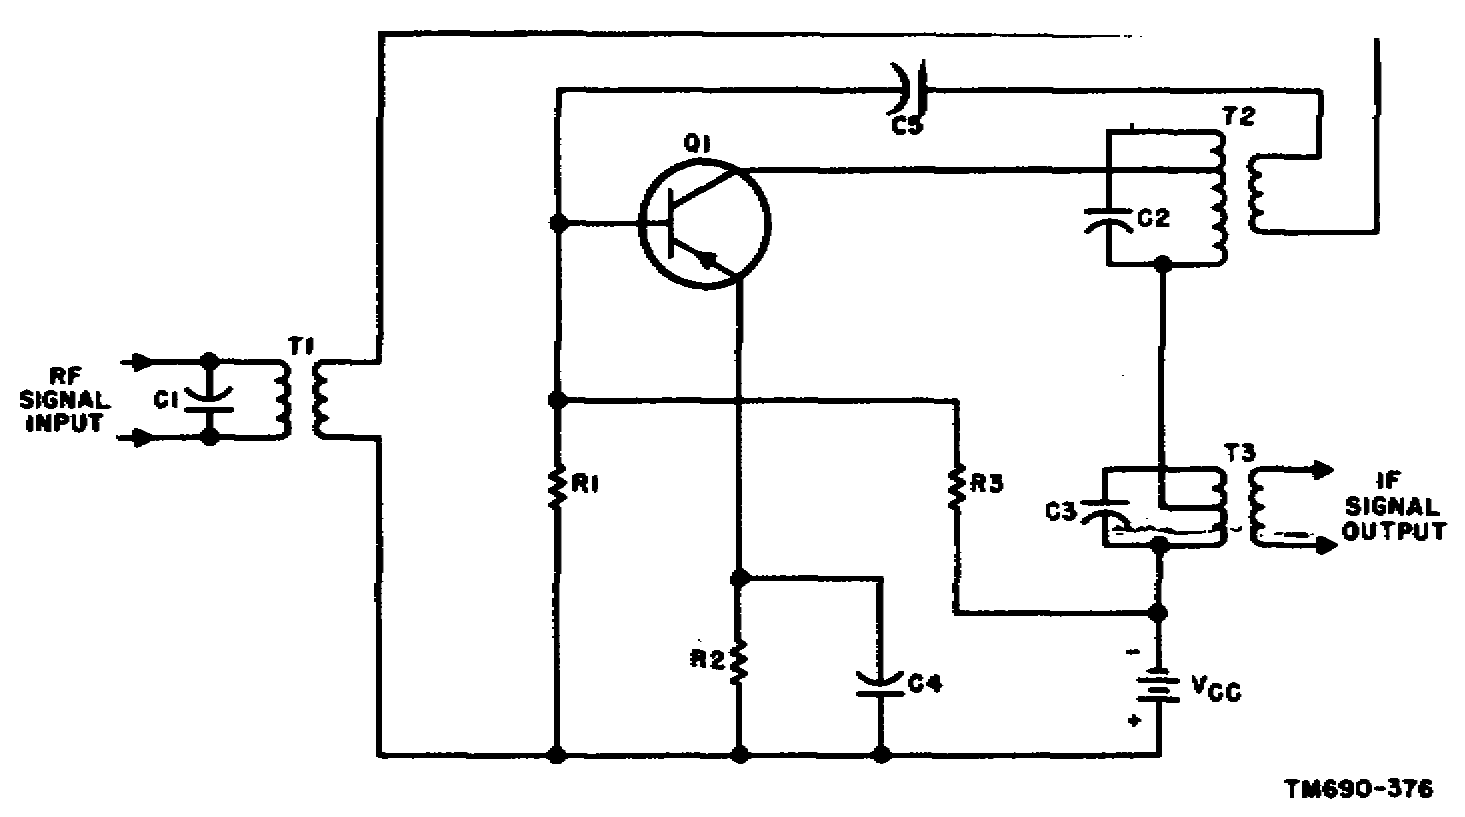 C5
T2
Q1
C2
T1
RF
SIGNAL
INPUT
C1
R1
R3
C3
T3
IF
SIGNAL
OUTPUT
R2
C4
-
VCC
+
TM690-376